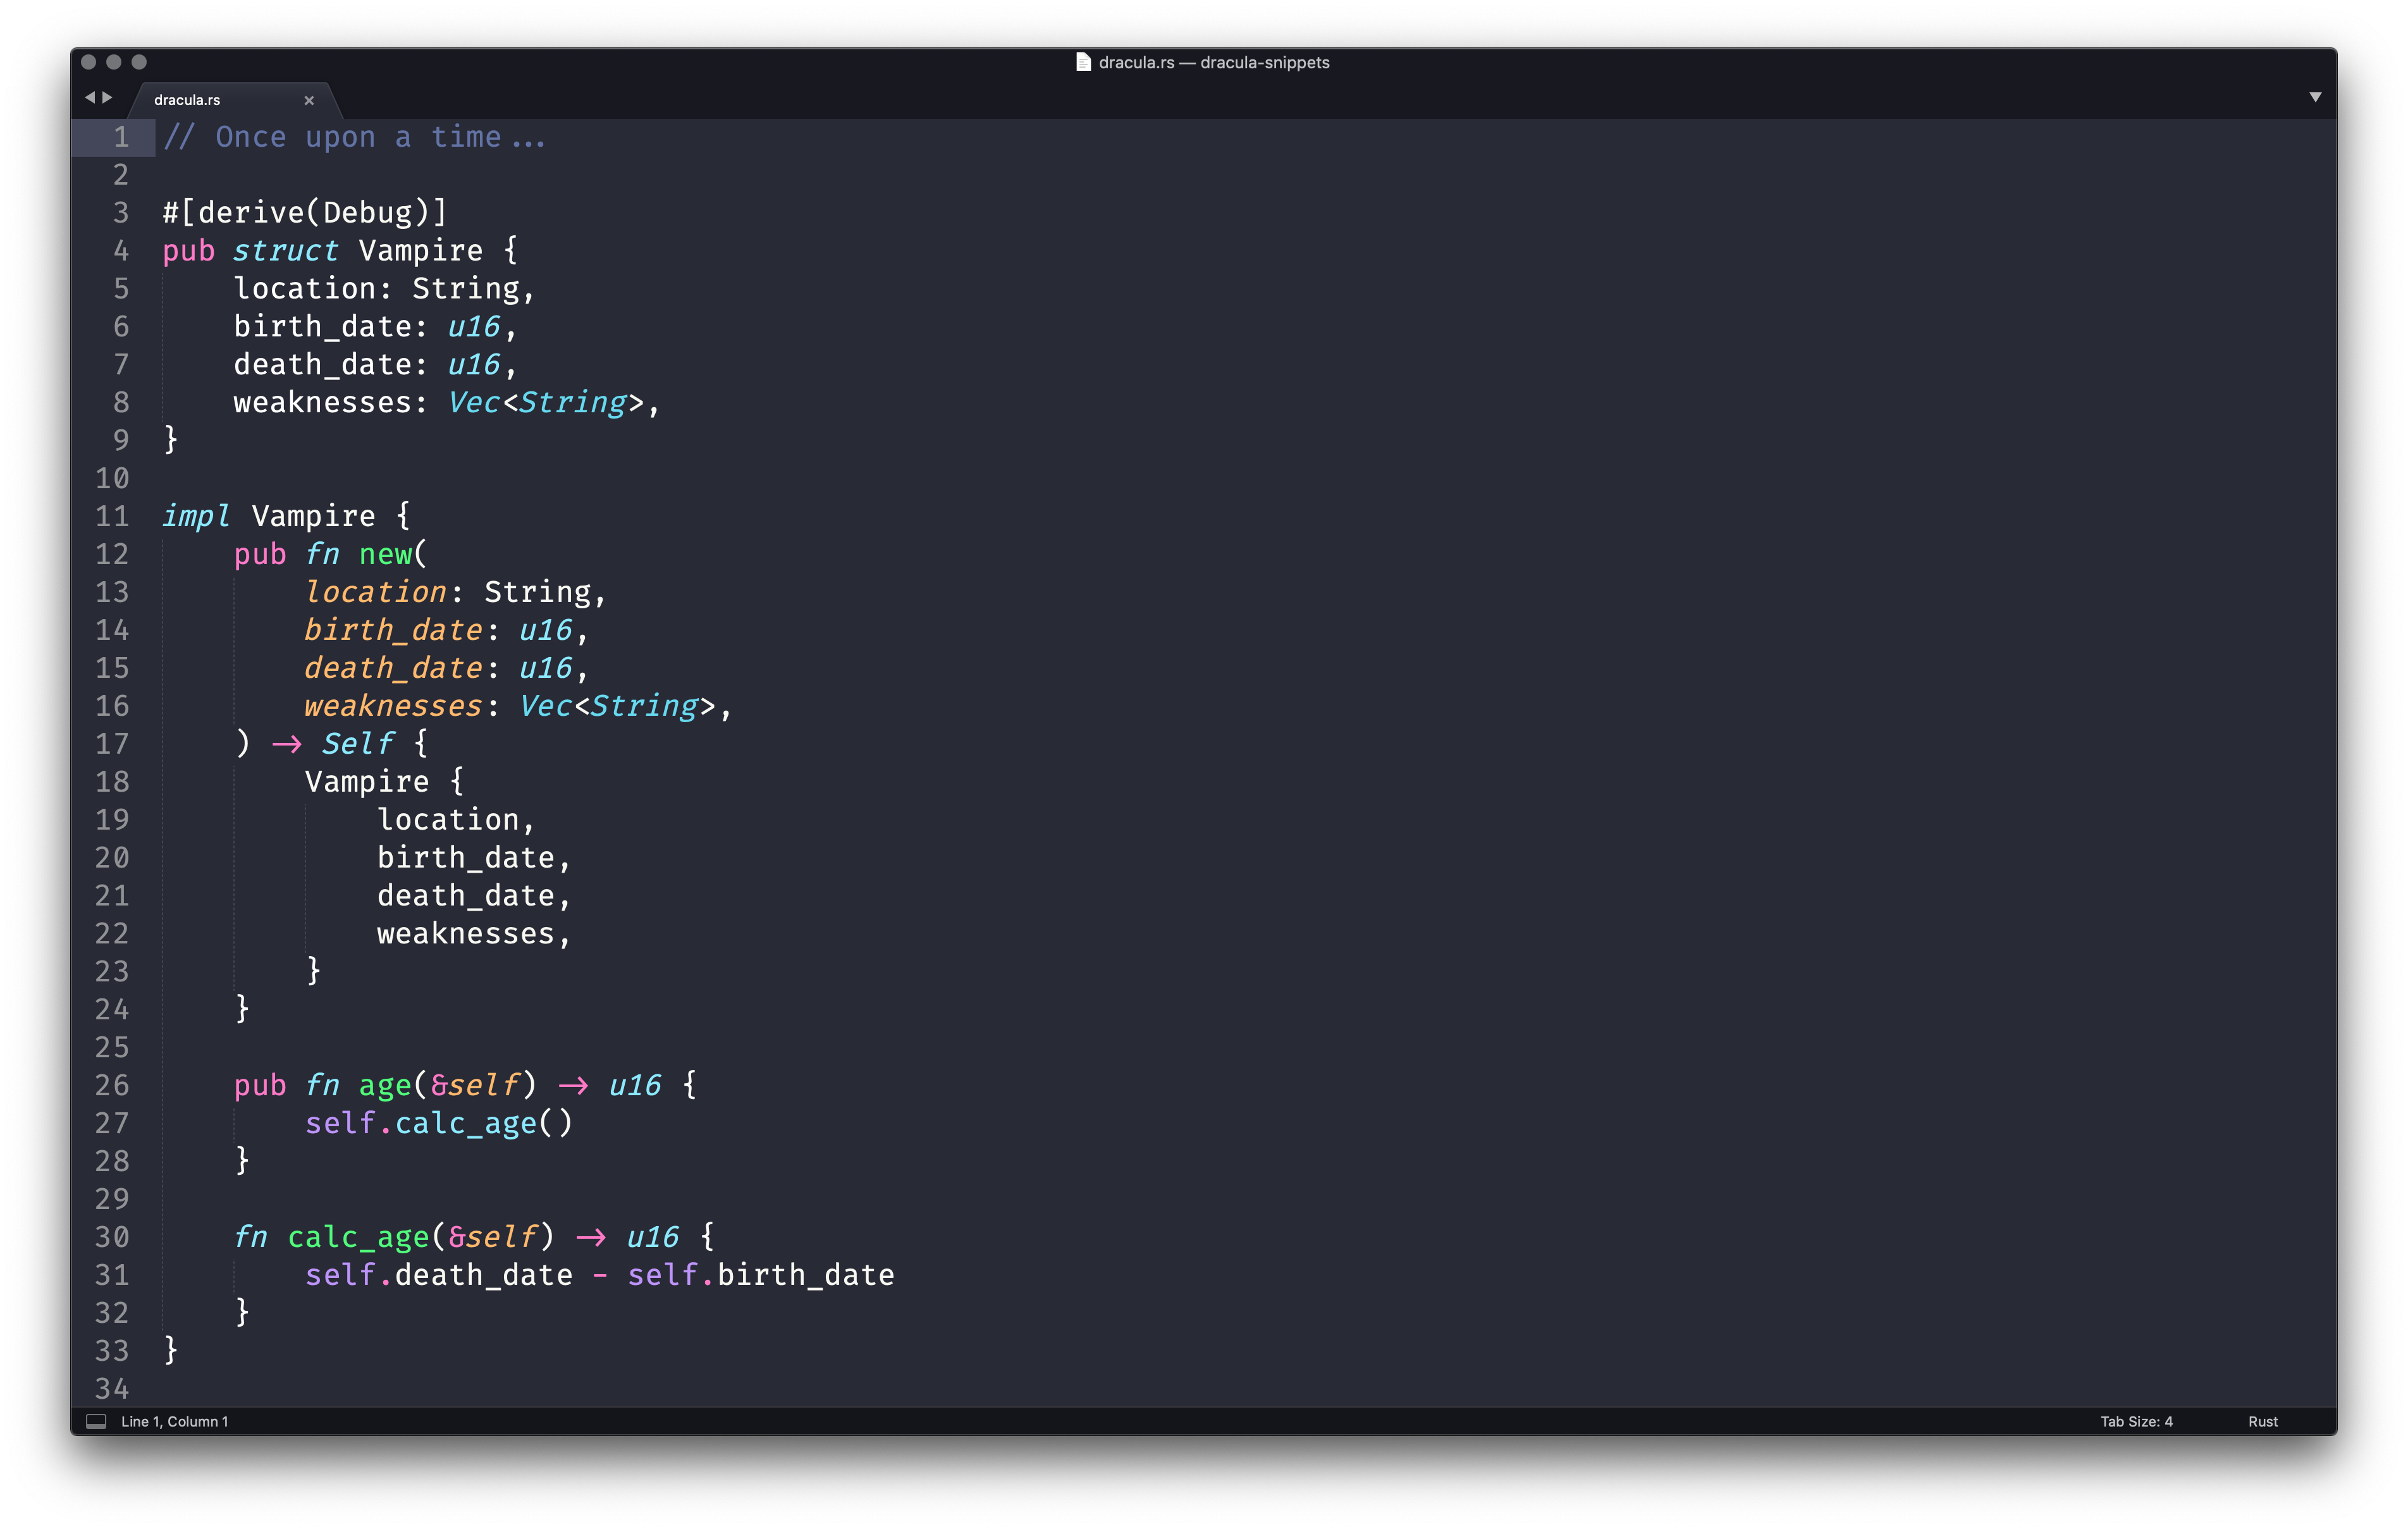 dracula.rs — dracula-snippets
dracula.rs
1 // Once upon a time...
2
3 #[derive(Debug)]
4 pub struct Vampire {
5     location: String,
6     birth_date: u16,
7     death_date: u16,
8     weaknesses: Vec<String>,
9 }
10
11 impl Vampire {
12     pub fn new(
13         location: String,
14         birth_date: u16,
15         death_date: u16,
16         weaknesses: Vec<String>,
17     ) -> Self {
18         Vampire {
19             location,
20             birth_date,
21             death_date,
22             weaknesses,
23         }
24     }
25
26     pub fn age(&self) -> u16 {
27         self.calc_age()
28     }
29
30     fn calc_age(&self) -> u16 {
31         self.death_date - self.birth_date
32     }
33 }
34
Line 1, Column 1 Tab Size: 4 Rust